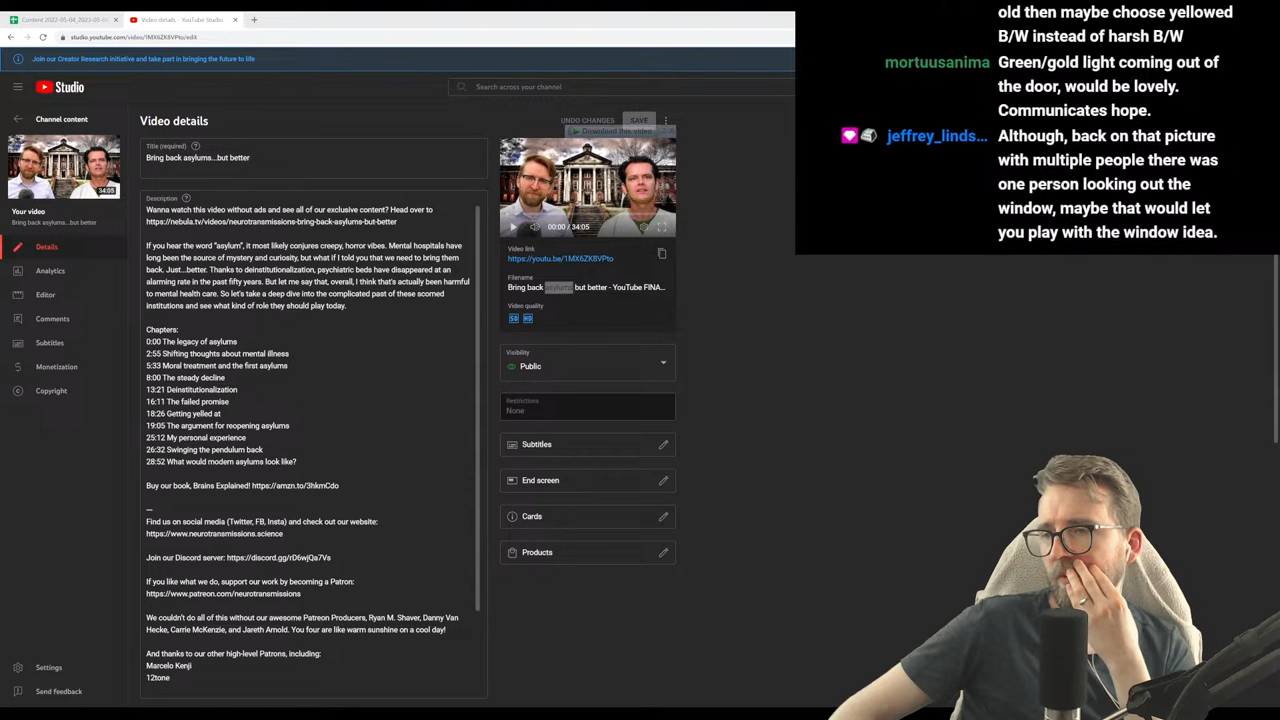 Content 2022-05-04_2023-05-0
Video details - YouTube Studio
studio.youtube.com/video/1MX6ZK8VPto/edit
Join our Creator Research initiative and take part in bringing the future to life
Studio
Search across your channel
Channel content
34:05
Your video
Bring back asylums...but better
Details
Analytics
Editor
Comments
Subtitles
Monetization
Copyright
Settings
Send feedback
Video details
UNDO CHANGES
SAVE
Title (required)
Bring back asylums...but better
Description
Wanna watch this video without ads and see all of our exclusive content? Head over to
https://nebula.tv/videos/neurotransmissions-bring-back-asylums-but-better
If you hear the word "asylum", it most likely conjures creepy, horror vibes. Mental hospitals have
long been the source of mystery and curiosity, but what if I told you that we need to bring them
back. Just...better. Thanks to deinstitutionalization, psychiatric beds have disappeared at an
alarming rate in the past fifty years. But let me say that, overall, I think that's actually been harmful
to mental health care. So let's take a deep dive into the complicated past of these scorned
institutions and see what kind of role they should play today.
Chapters:
0:00 The legacy of asylums
2:55 Shifting thoughts about mental illness
5:33 Moral treatment and the first asylums
8:00 The steady decline
13:21 Deinstitutionalization
16:11 The failed promise
18:26 Getting yelled at
19:05 The argument for reopening asylums
25:12 My personal experience
26:32 Swinging the pendulum back
28:52 What would modern asylums look like?
Buy our book, Brains Explained! https://amzn.to/3hkmCdo
—
Find us on social media (Twitter, FB, Insta) and check out our website:
https://www.neurotransmissions.science
Join our Discord server: https://discord.gg/rD6wjQa7Vs
If you like what we do, support our work by becoming a Patron:
https://www.patreon.com/neurotransmissions
We couldn't do all of this without our awesome Patreon Producers, Ryan M. Shaver, Danny Van
Hecke, Carrie McKenzie, and Jareth Arnold. You four are like warm sunshine on a cool day!
And thanks to our other high-level Patrons, including:
Marcelo Kenji
12tone
Download this video
00:00 / 34:05
Video link
https://youtu.be/1MX6ZK8VPto
Filename
Bring back asylums but better - YouTube FINA...
Video quality
SD HD
Visibility
Public
Restrictions
None
Subtitles
End screen
Cards
Products
old then maybe choose yellowed
B/W instead of harsh B/W
mortuusanima Green/gold light coming out of
the door, would be lovely.
Communicates hope.
jeffrey_linds... Although, back on that picture
with multiple people there was
one person looking out the
window, maybe that would let
you play with the window idea.